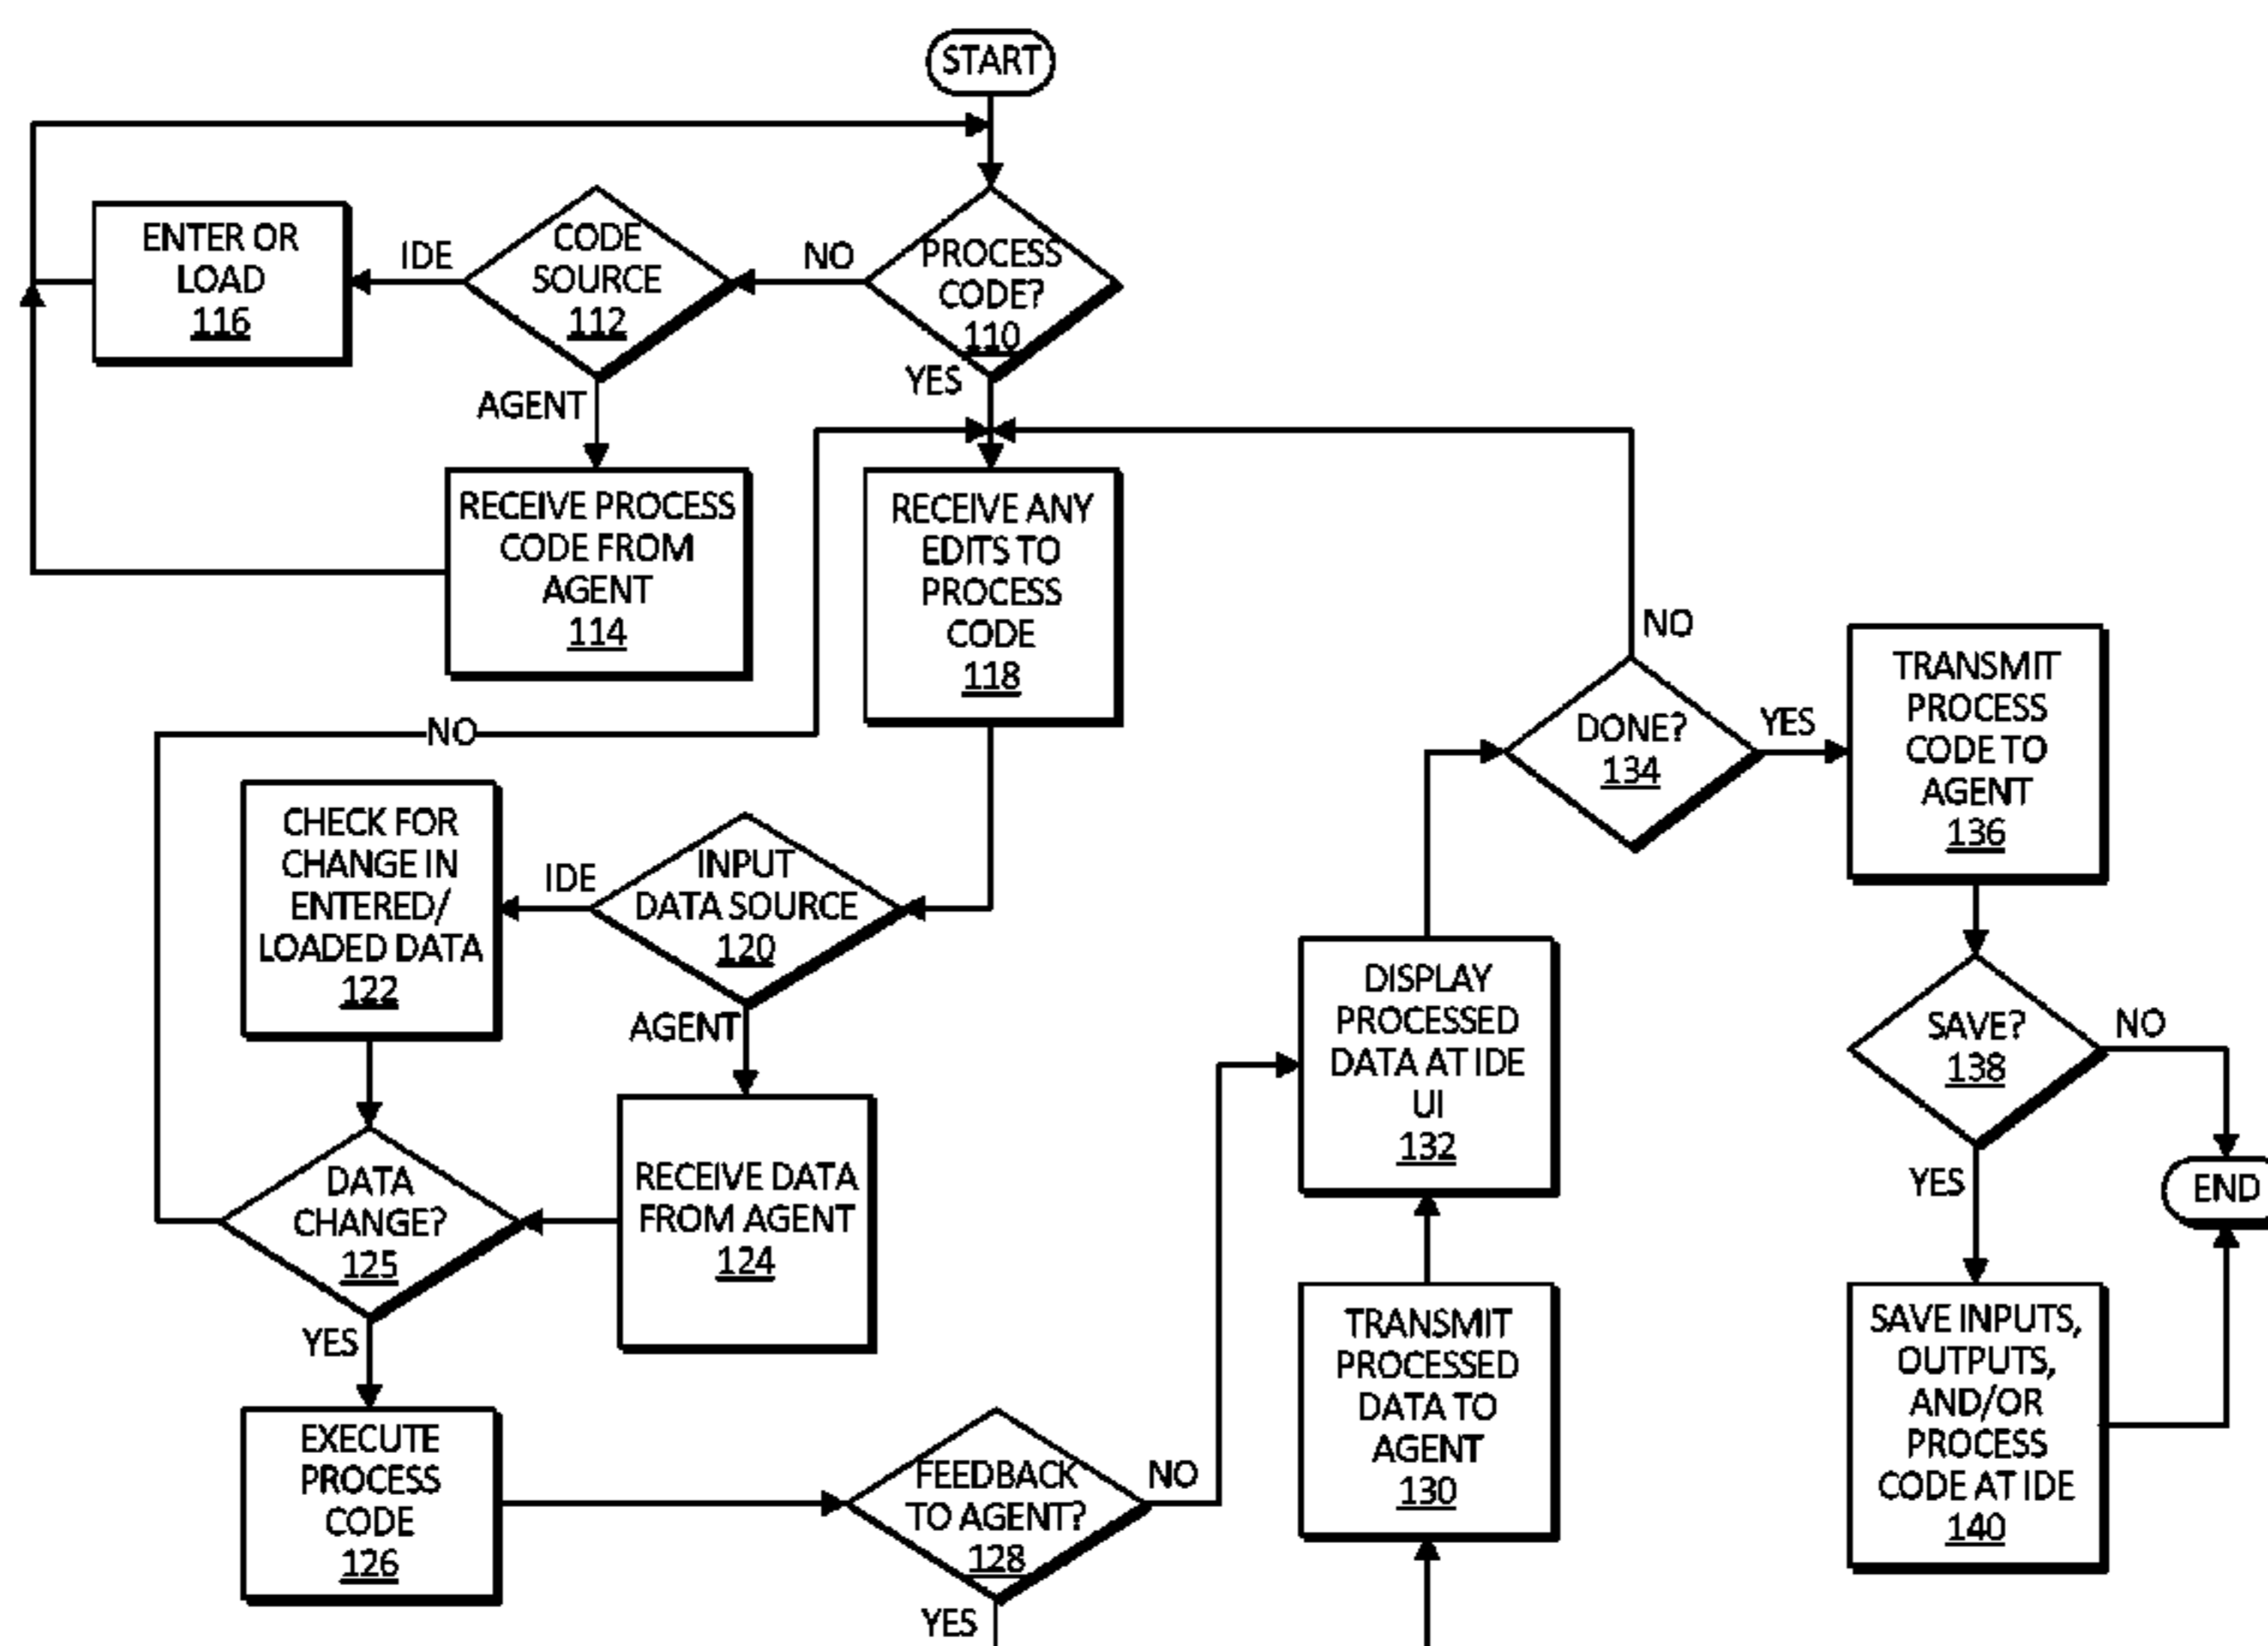 START
PROCESS
CODE?
110
NO
YES
CODE
SOURCE
112
IDE
AGENT
ENTER OR
LOAD
116
RECEIVE PROCESS
CODE FROM
AGENT
114
RECEIVE ANY
EDITS TO
PROCESS
CODE
118
INPUT
DATA SOURCE
120
IDE
AGENT
CHECK FOR
CHANGE IN
ENTERED/
LOADED DATA
122
RECEIVE DATA
FROM AGENT
124
DATA
CHANGE?
125
NO
YES
EXECUTE
PROCESS
CODE
126
FEEDBACK
TO AGENT?
128
NO
YES
TRANSMIT
PROCESSED
DATA TO
AGENT
130
DISPLAY
PROCESSED
DATA AT IDE
UI
132
DONE?
134
NO
YES
TRANSMIT
PROCESS
CODE TO
AGENT
136
SAVE?
138
NO
YES
SAVE INPUTS,
OUTPUTS,
AND/OR
PROCESS
CODE AT IDE
140
END